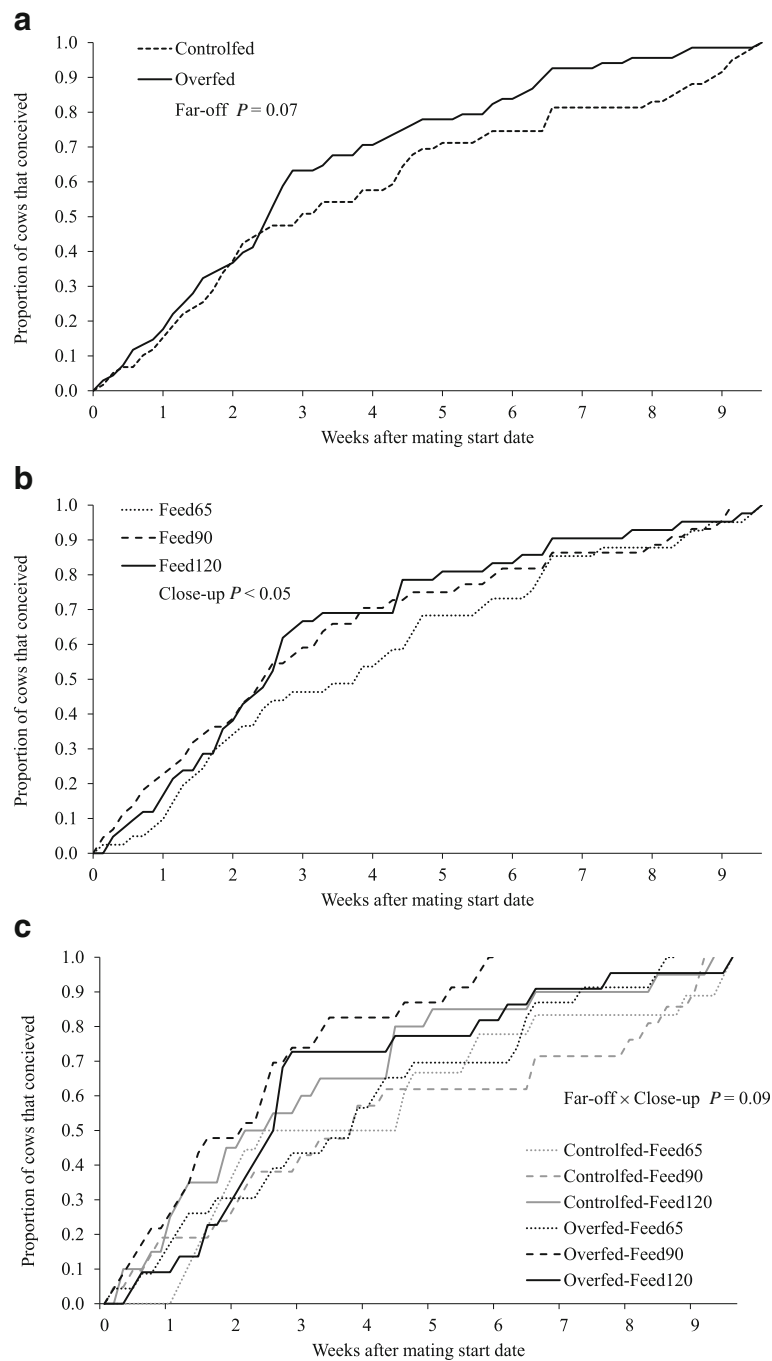 a
1.0
0.9
0.8
0.7
0.6
0.5
0.4
0.3
0.2
0.1
0.0
Proportion of cows that conceived
Controlfed
Overfed
Far-off P = 0.07
0 1 2 3 4 5 6 7 8 9
Weeks after mating start date
b
1.0
0.9
0.8
0.7
0.6
0.5
0.4
0.3
0.2
0.1
0.0
Proportion of cows that conceived
Feed65
Feed90
Feed120
Close-up P < 0.05
0 1 2 3 4 5 6 7 8 9
Weeks after mating start date
c
1.0
0.9
0.8
0.7
0.6
0.5
0.4
0.3
0.2
0.1
0.0
Proportion of cows that concieved
Far-off × Close-up P = 0.09
Controlfed-Feed65
Controlfed-Feed90
Controlfed-Feed120
Overfed-Feed65
Overfed-Feed90
Overfed-Feed120
0 1 2 3 4 5 6 7 8 9
Weeks after mating start date